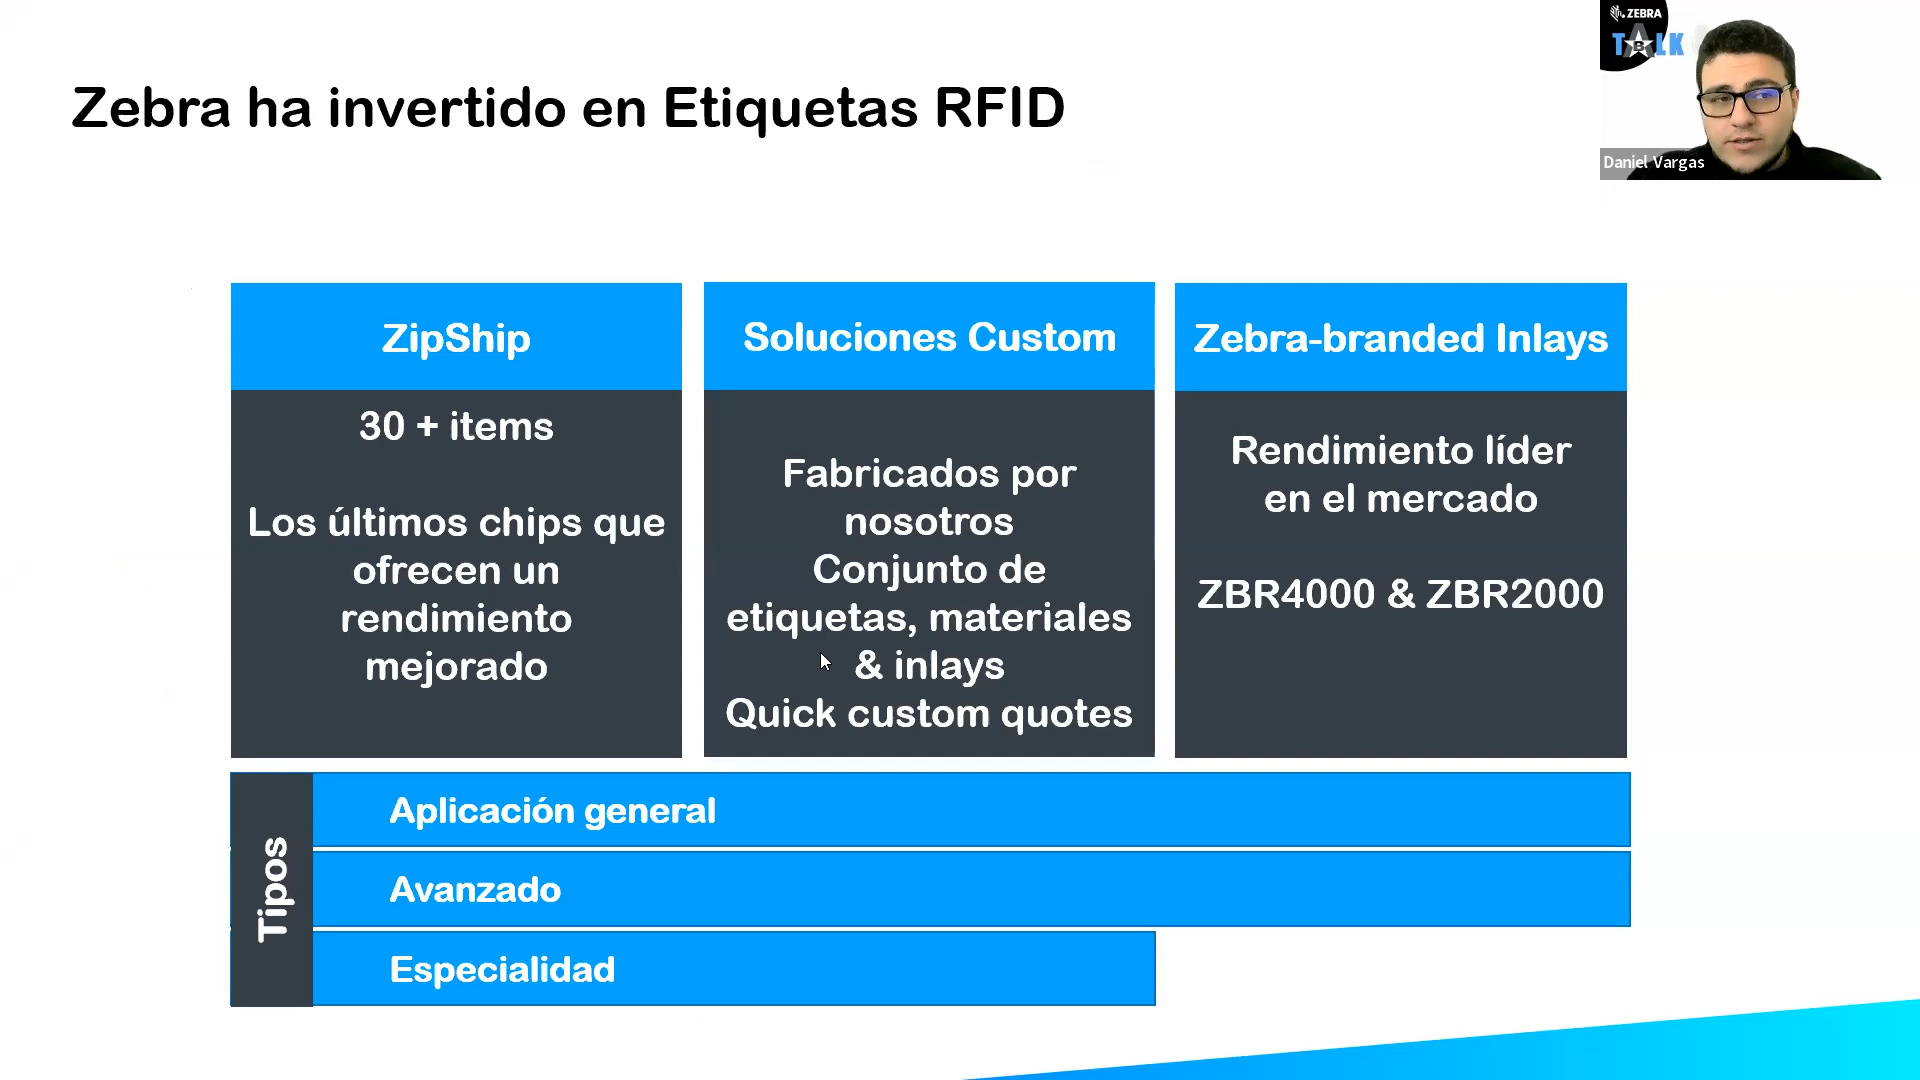 Zebra ha invertido en Etiquetas RFID
ZEBRA
TABLK
Daniel Vargas
ZipShip
30 + items
Los últimos chips que
ofrecen un
rendimiento
mejorado
Soluciones Custom
Fabricados por
nosotros
Conjunto de
etiquetas, materiales
& inlays
Quick custom quotes
Zebra-branded Inlays
Rendimiento líder
en el mercado
ZBR4000 & ZBR2000
Tipos
Aplicación general
Avanzado
Especialidad